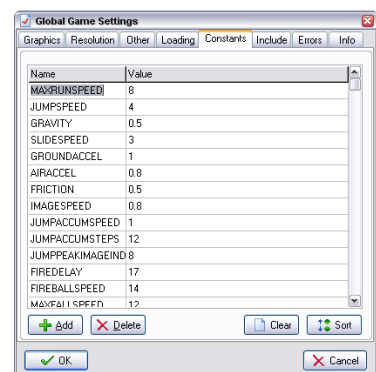 Global Game Settings
Graphics Resolution Other Loading Constants Include Errors Info
Name Value
MAXRUNSPEED 8
JUMPSPEED 4
GRAVITY 0.5
SLIDESPEED 3
GROUNDACCEL 1
AIRACCEL 0.8
FRICTION 0.5
IMAGESPEED 0.8
JUMPACCUMSPEED 1
JUMPACCUMSTEPS 12
JUMPPEAKIMAGEIND 8
FIREDELAY 17
FIREBALLSPEED 14
MAXFALLSPEED 12
Add Delete Clear Sort
OK Cancel